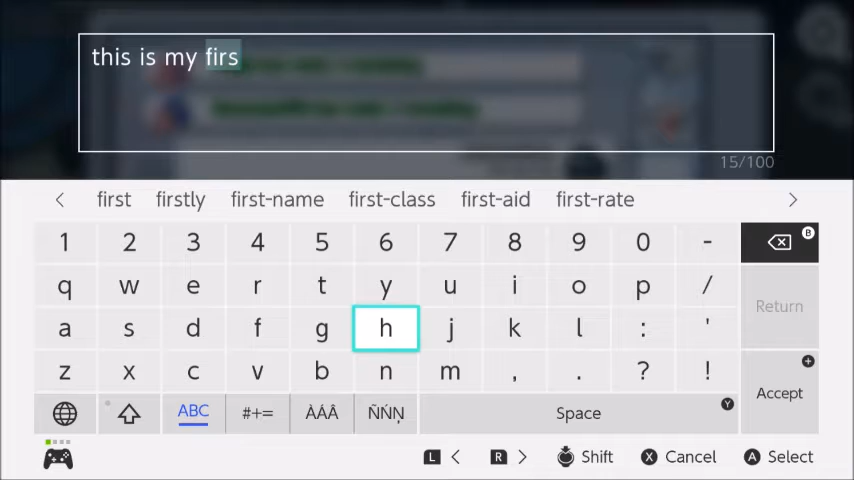 this is my firs
15/100
< first firstly first-name first-class first-aid first-rate >
1 2 3 4 5 6 7 8 9 0 - B
q w e r t y u i o p / Return
a s d f g h j k l : '
z x c v b n m , . ? ! + Accept
ABC #+= ÀÁÂ ÑŃŅ Space Y
L < R > Shift X Cancel A Select